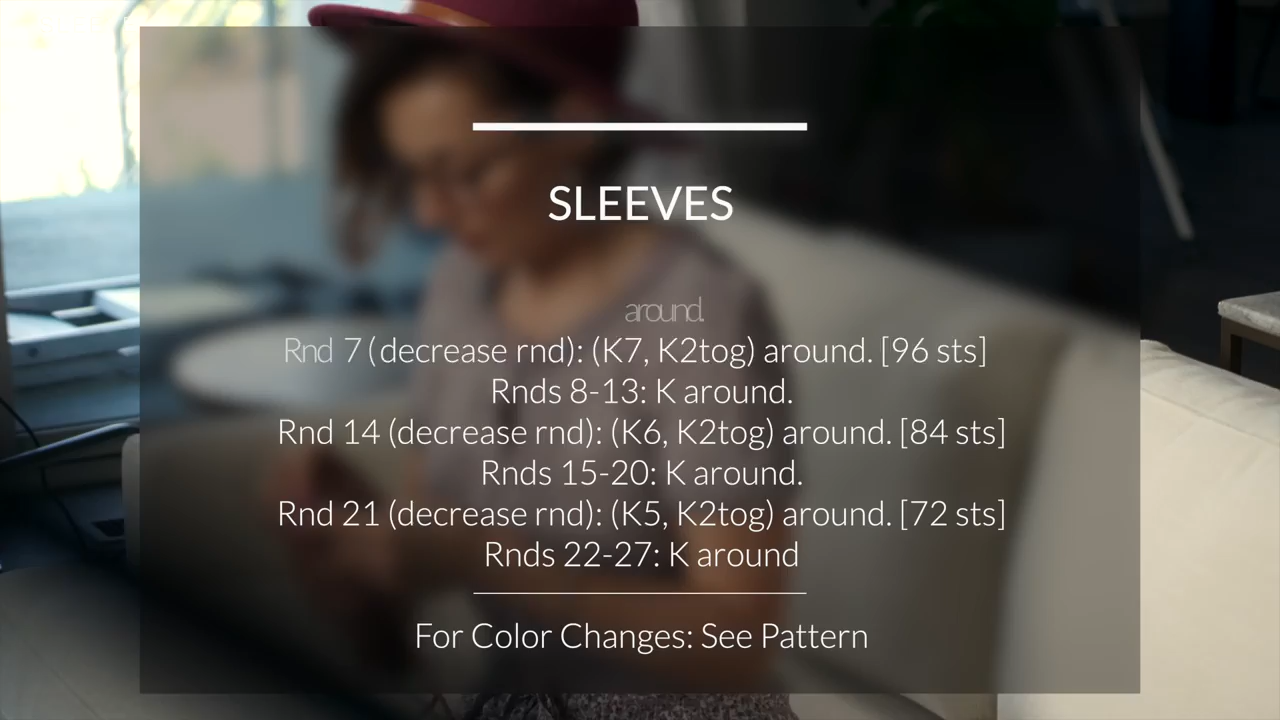 SLEEVES
around.
Rnd 7 (decrease rnd): (K7, K2tog) around. [96 sts]
Rnds 8-13: K around.
Rnd 14 (decrease rnd): (K6, K2tog) around. [84 sts]
Rnds 15-20: K around.
Rnd 21 (decrease rnd): (K5, K2tog) around. [72 sts]
Rnds 22-27: K around
For Color Changes: See Pattern